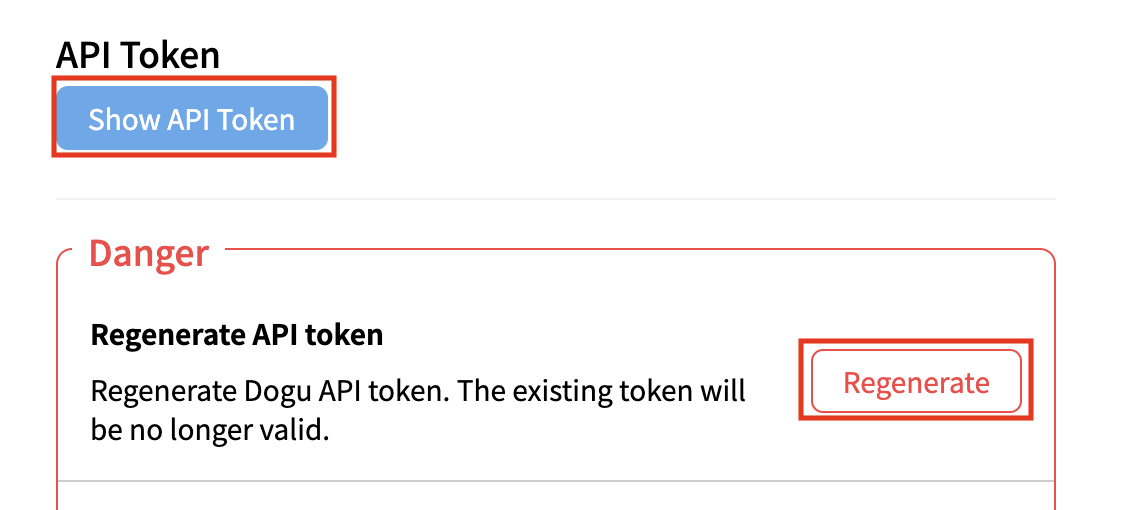 API Token
Show API Token
Danger
Regenerate API token
Regenerate Dogu API token. The existing token will
be no longer valid.
Regenerate